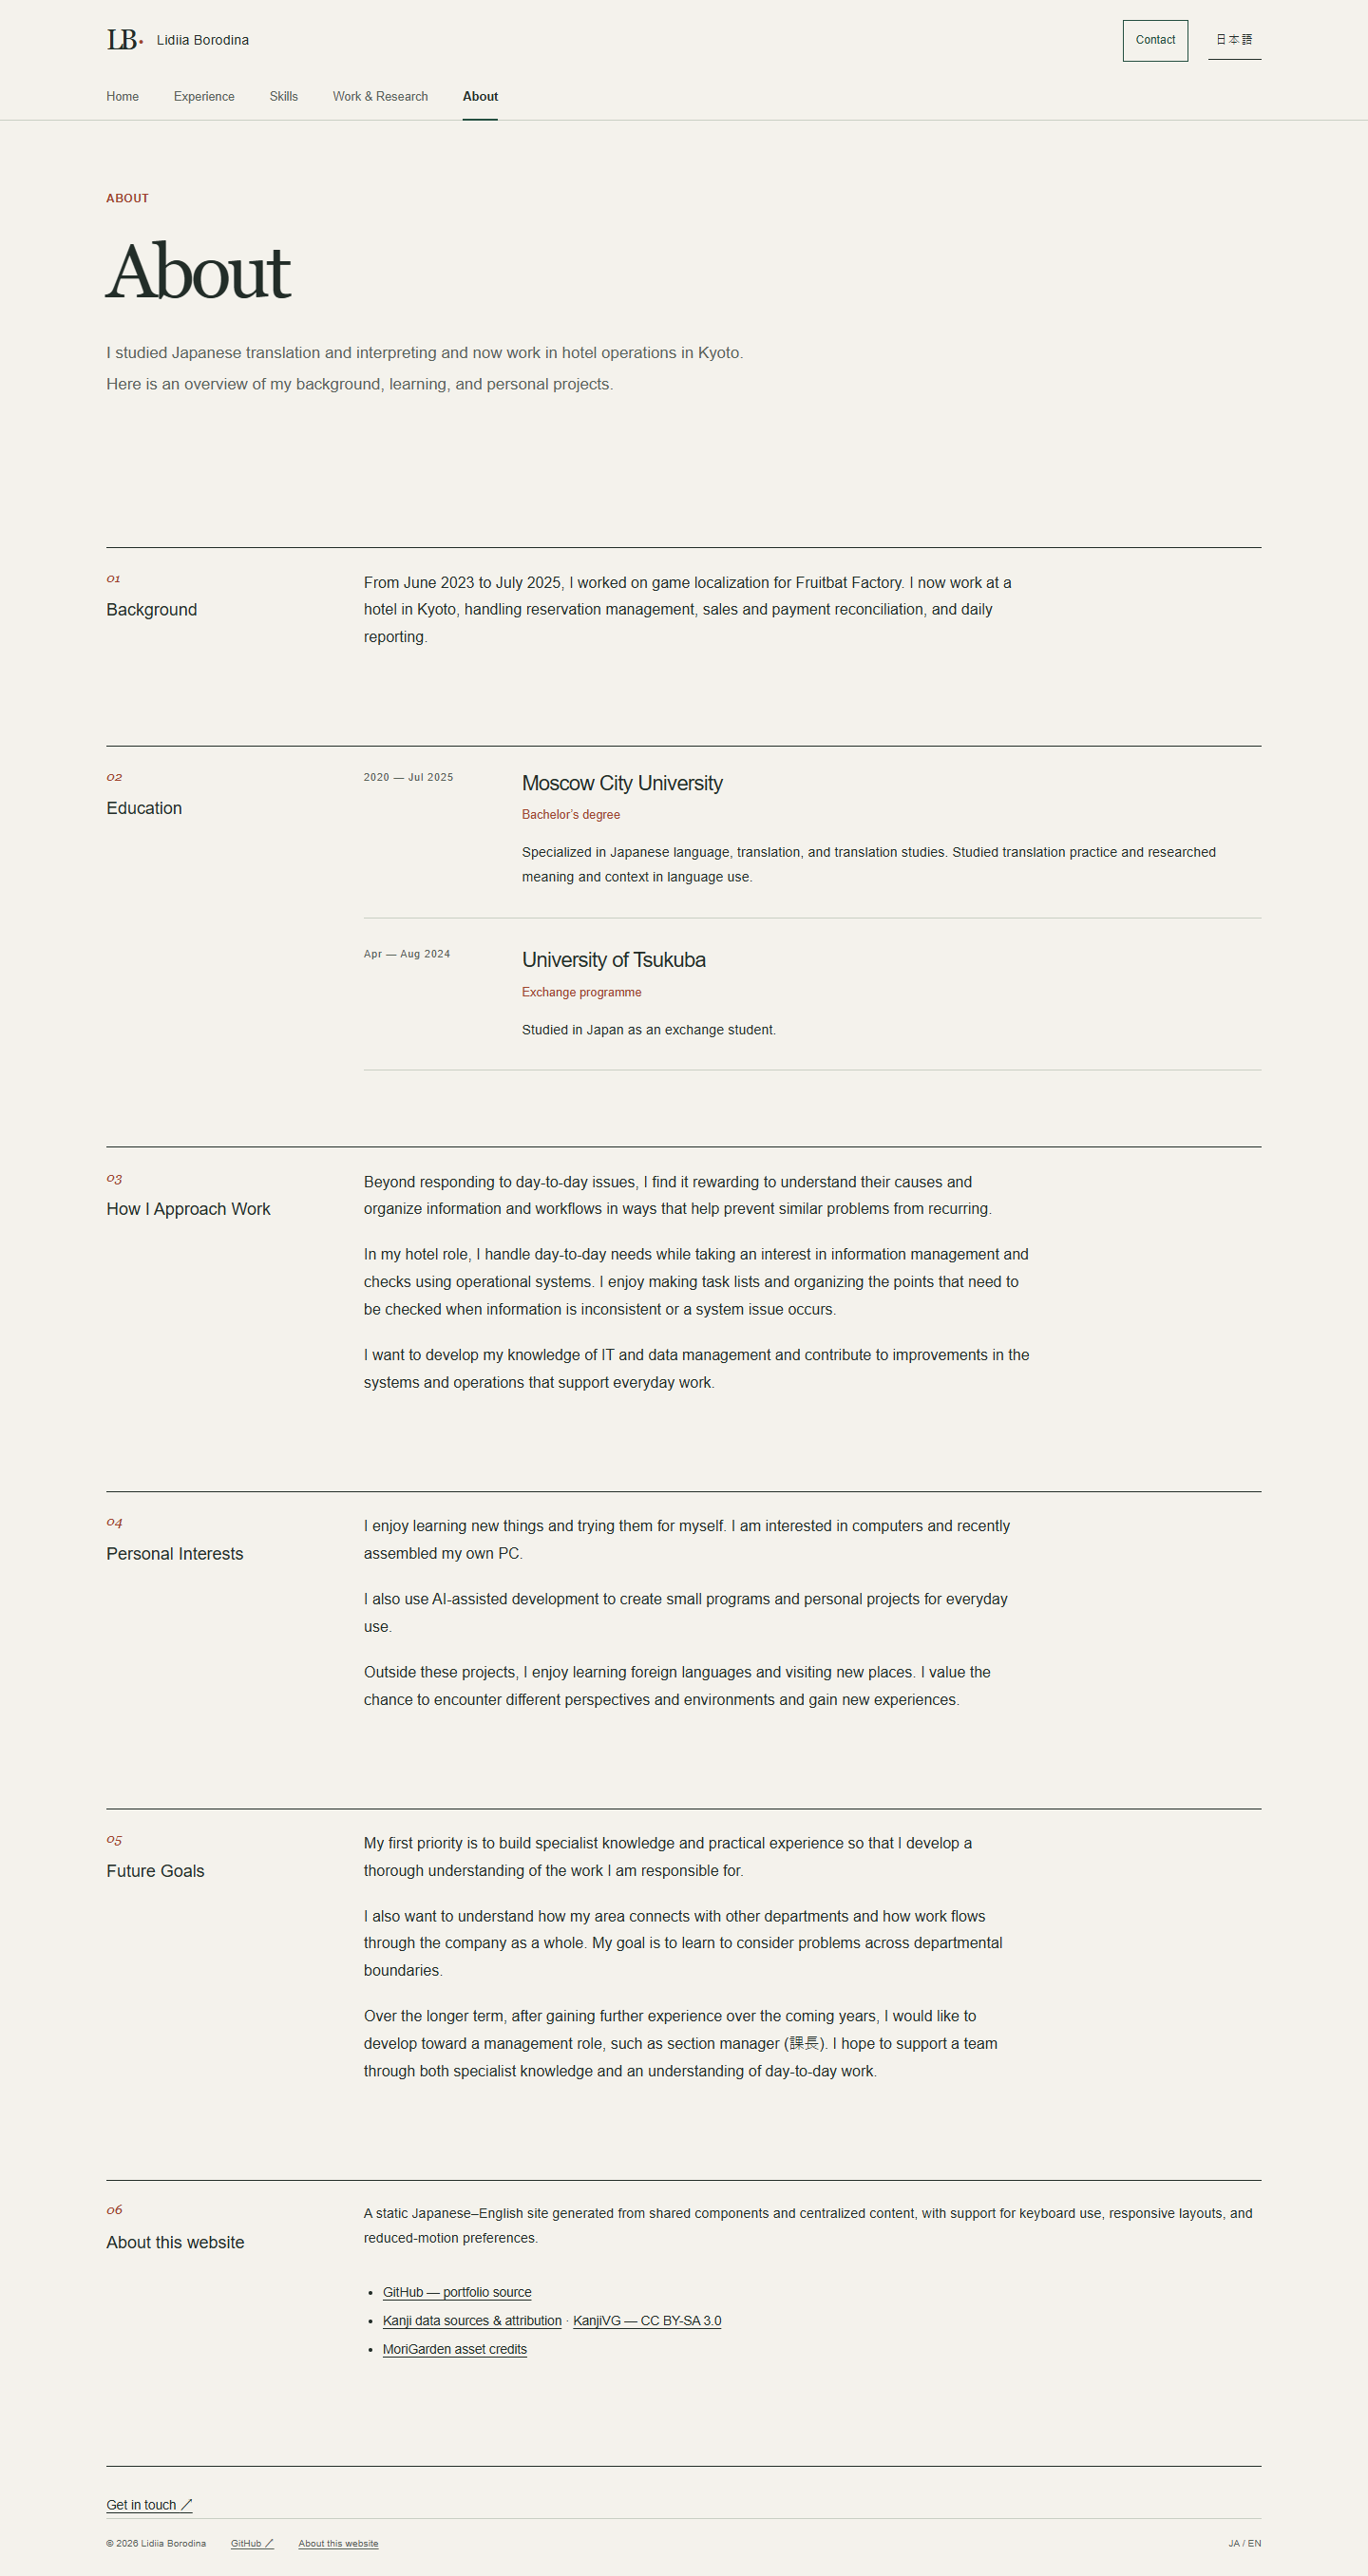 LB· Lidiia Borodina
Contact
日本語
Home Experience Skills Work & Research About
ABOUT
About
I studied Japanese translation and interpreting and now work in hotel operations in Kyoto.
Here is an overview of my background, learning, and personal projects.
01
Background
From June 2023 to July 2025, I worked on game localization for Fruitbat Factory. I now work at a
hotel in Kyoto, handling reservation management, sales and payment reconciliation, and daily
reporting.
02
Education
2020 — Jul 2025
Moscow City University
Bachelor's degree
Specialized in Japanese language, translation, and translation studies. Studied translation practice and researched
meaning and context in language use.
Apr — Aug 2024
University of Tsukuba
Exchange programme
Studied in Japan as an exchange student.
03
How I Approach Work
Beyond responding to day-to-day issues, I find it rewarding to understand their causes and
organize information and workflows in ways that help prevent similar problems from recurring.
In my hotel role, I handle day-to-day needs while taking an interest in information management and
checks using operational systems. I enjoy making task lists and organizing the points that need to
be checked when information is inconsistent or a system issue occurs.
I want to develop my knowledge of IT and data management and contribute to improvements in the
systems and operations that support everyday work.
04
Personal Interests
I enjoy learning new things and trying them for myself. I am interested in computers and recently
assembled my own PC.
I also use AI-assisted development to create small programs and personal projects for everyday
use.
Outside these projects, I enjoy learning foreign languages and visiting new places. I value the
chance to encounter different perspectives and environments and gain new experiences.
05
Future Goals
My first priority is to build specialist knowledge and practical experience so that I develop a
thorough understanding of the work I am responsible for.
I also want to understand how my area connects with other departments and how work flows
through the company as a whole. My goal is to learn to consider problems across departmental
boundaries.
Over the longer term, after gaining further experience over the coming years, I would like to
develop toward a management role, such as section manager (課長). I hope to support a team
through both specialist knowledge and an understanding of day-to-day work.
06
About this website
A static Japanese–English site generated from shared components and centralized content, with support for keyboard use, responsive layouts, and
reduced-motion preferences.
• GitHub — portfolio source
• Kanji data sources & attribution · KanjiVG — CC BY-SA 3.0
• MoriGarden asset credits
Get in touch ↗
© 2026 Lidiia Borodina GitHub ↗ About this website JA / EN